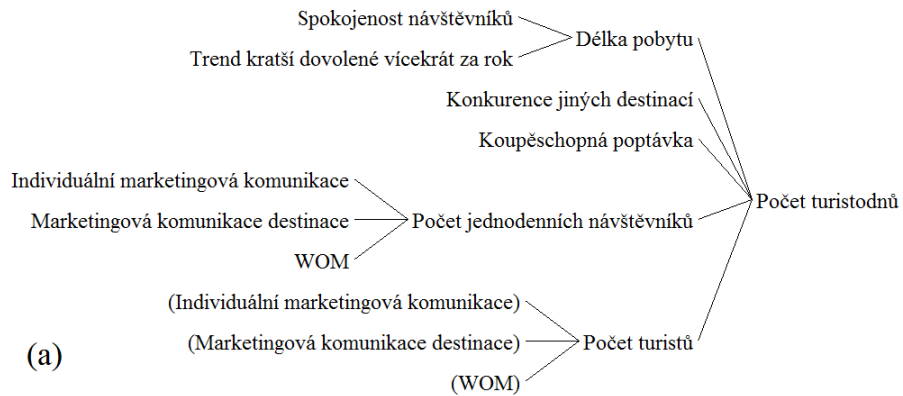 Spokojenost návštěvníků
Délka pobytu
Trend kratší dovolené vícekrát za rok
Konkurence jiných destinací
Koupěschopná poptávka
Individuální marketingová komunikace
Počet turistodnů
Marketingová komunikace destinace
Počet jednodenních návštěvníků
WOM
(Individuální marketingová komunikace)
(Marketingová komunikace destinace)
Počet turistů
(a)
(WOM)